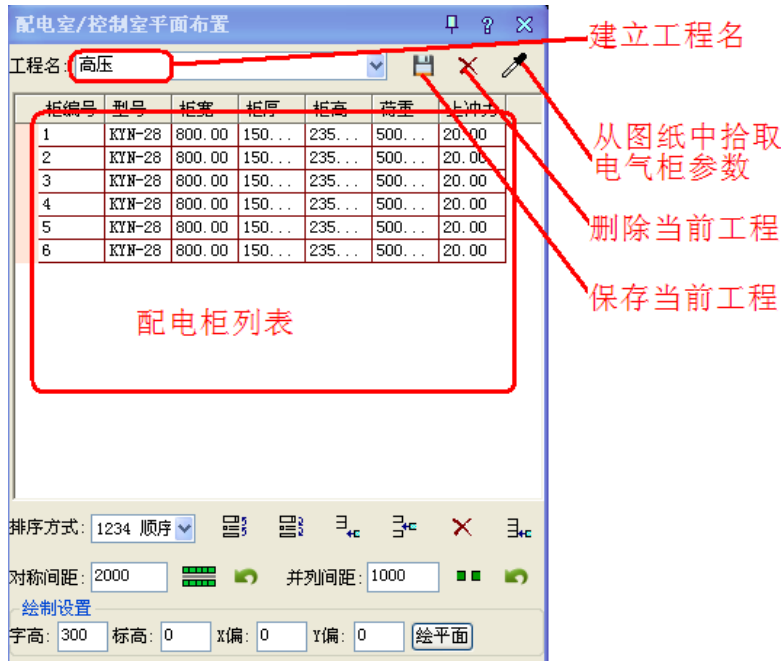 配电室/控制室平面布置
建立工程名
工程名: 高压
从图纸中拾取
电气柜参数
柜编号 型号 柜宽 柜厚 柜高 荷重 上冲力
1 KYN-28 800.00 150... 235... 500... 20.00
2 KYN-28 800.00 150... 235... 500... 20.00
3 KYN-28 800.00 150... 235... 500... 20.00
4 KYN-28 800.00 150... 235... 500... 20.00
5 KYN-28 800.00 150... 235... 500... 20.00
6 KYN-28 800.00 150... 235... 500... 20.00
删除当前工程
保存当前工程
配电柜列表
排序方式: 1234 顺序
对称间距: 2000 并列间距: 1000
绘制设置
字高: 300 标高: 0 X偏: 0 Y偏: 0 绘平面